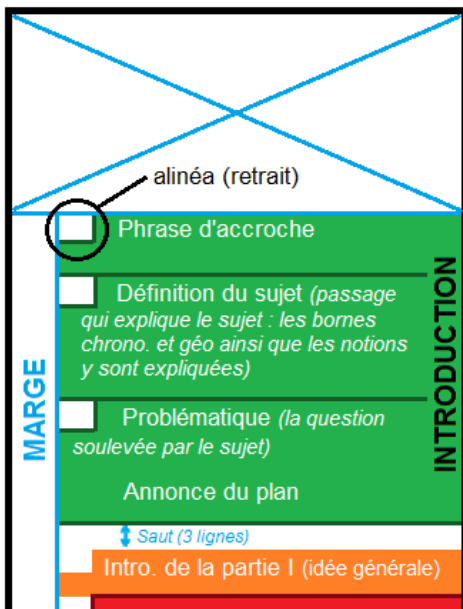 alinéa (retrait)
Phrase d'accroche
Définition du sujet (passage
qui explique le sujet : les bornes
chrono. et géo ainsi que les notions
y sont expliquées)
Problématique (la question
soulevée par le sujet)
Annonce du plan
INTRODUCTION
MARGE
Saut (3 lignes)
Intro. de la partie I (idée générale)